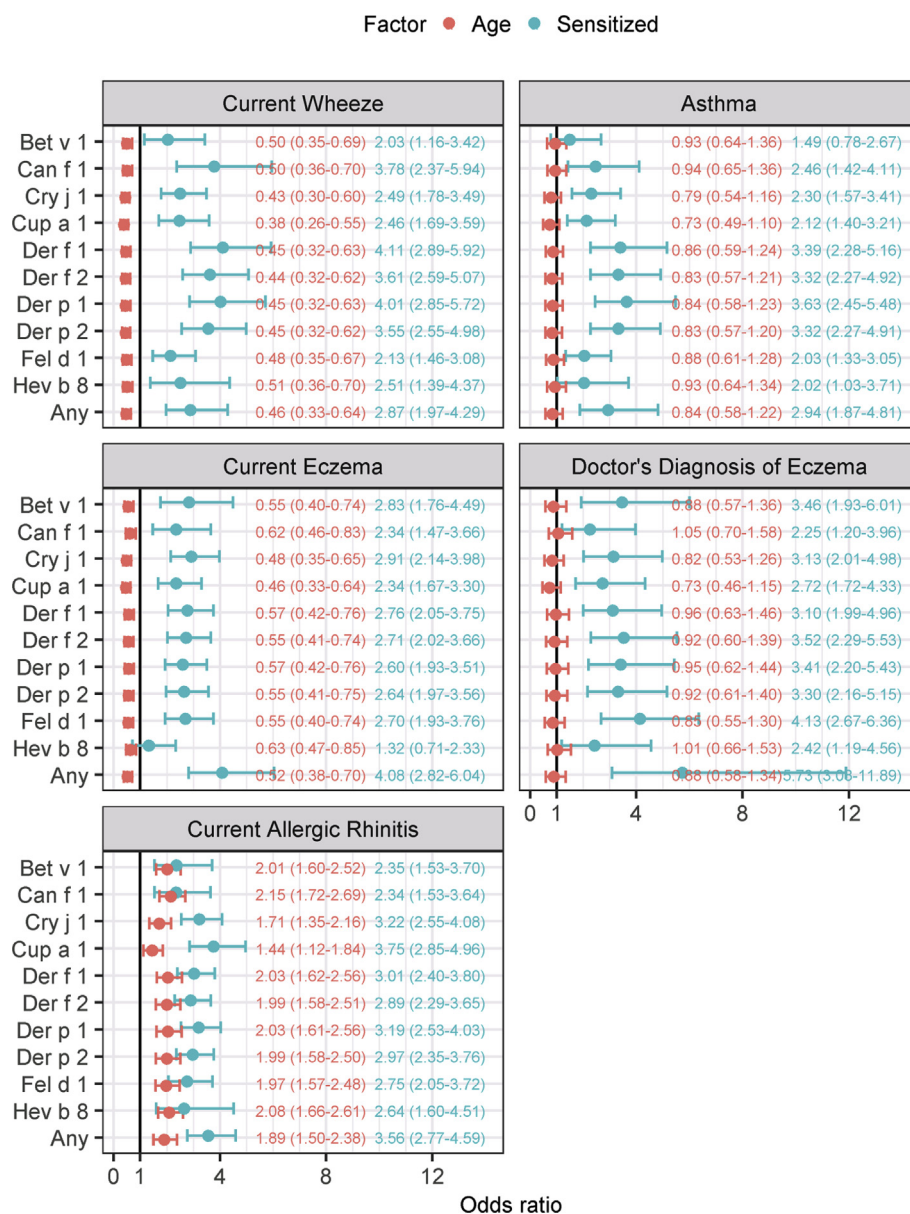 Factor Age Sensitized
Current Wheeze
Bet v 1 0.50 (0.35-0.69) 2.03 (1.16-3.42)
Can f 1 0.50 (0.36-0.70) 3.78 (2.37-5.94)
Cry j 1 0.43 (0.30-0.60) 2.49 (1.78-3.49)
Cup a 1 0.38 (0.26-0.55) 2.46 (1.69-3.59)
Der f 1 0.45 (0.32-0.63) 4.11 (2.89-5.92)
Der f 2 0.44 (0.32-0.62) 3.61 (2.59-5.07)
Der p 1 0.45 (0.32-0.63) 4.01 (2.85-5.72)
Der p 2 0.45 (0.32-0.62) 3.55 (2.55-4.98)
Fel d 1 0.48 (0.35-0.67) 2.13 (1.46-3.08)
Hev b 8 0.51 (0.36-0.70) 2.51 (1.39-4.37)
Any 0.46 (0.33-0.64) 2.87 (1.97-4.29)
Asthma
0.93 (0.64-1.36) 1.49 (0.78-2.67)
0.94 (0.65-1.36) 2.46 (1.42-4.11)
0.79 (0.54-1.16) 2.30 (1.57-3.41)
0.73 (0.49-1.10) 2.12 (1.40-3.21)
0.86 (0.59-1.24) 3.39 (2.28-5.16)
0.83 (0.57-1.21) 3.32 (2.27-4.92)
0.84 (0.58-1.23) 3.63 (2.45-5.48)
0.83 (0.57-1.20) 3.32 (2.27-4.91)
0.88 (0.61-1.28) 2.03 (1.33-3.05)
0.93 (0.64-1.34) 2.02 (1.03-3.71)
0.84 (0.58-1.22) 2.94 (1.87-4.81)
Current Eczema
Bet v 1 0.55 (0.40-0.74) 2.83 (1.76-4.49)
Can f 1 0.62 (0.46-0.83) 2.34 (1.47-3.66)
Cry j 1 0.48 (0.35-0.65) 2.91 (2.14-3.98)
Cup a 1 0.46 (0.33-0.64) 2.34 (1.67-3.30)
Der f 1 0.57 (0.42-0.76) 2.76 (2.05-3.75)
Der f 2 0.55 (0.41-0.74) 2.71 (2.02-3.66)
Der p 1 0.57 (0.42-0.76) 2.60 (1.93-3.51)
Der p 2 0.55 (0.41-0.75) 2.64 (1.97-3.56)
Fel d 1 0.55 (0.40-0.74) 2.70 (1.93-3.76)
Hev b 8 0.63 (0.47-0.85) 1.32 (0.71-2.33)
Any 0.52 (0.38-0.70) 4.08 (2.82-6.04)
Doctor's Diagnosis of Eczema
0.88 (0.57-1.36) 3.46 (1.93-6.01)
1.05 (0.70-1.58) 2.25 (1.20-3.96)
0.82 (0.53-1.26) 3.13 (2.01-4.98)
0.73 (0.46-1.15) 2.72 (1.72-4.33)
0.96 (0.63-1.46) 3.10 (1.99-4.96)
0.92 (0.60-1.39) 3.52 (2.29-5.53)
0.95 (0.62-1.44) 3.41 (2.20-5.43)
0.92 (0.61-1.40) 3.30 (2.16-5.15)
0.85 (0.55-1.30) 4.13 (2.67-6.36)
1.01 (0.66-1.53) 2.42 (1.19-4.56)
0.88 (0.58-1.34)
0 1 4 8 12
Current Allergic Rhinitis
Bet v 1 2.01 (1.60-2.52) 2.35 (1.53-3.70)
Can f 1 2.15 (1.72-2.69) 2.34 (1.53-3.64)
Cry j 1 1.71 (1.35-2.16) 3.22 (2.55-4.08)
Cup a 1 1.44 (1.12-1.84) 3.75 (2.85-4.96)
Der f 1 2.03 (1.62-2.56) 3.01 (2.40-3.80)
Der f 2 1.99 (1.58-2.51) 2.89 (2.29-3.65)
Der p 1 2.03 (1.61-2.56) 3.19 (2.53-4.03)
Der p 2 1.99 (1.58-2.50) 2.97 (2.35-3.76)
Fel d 1 1.97 (1.57-2.48) 2.75 (2.05-3.72)
Hev b 8 2.08 (1.66-2.61) 2.64 (1.60-4.51)
Any 1.89 (1.50-2.38) 3.56 (2.77-4.59)
0 1 4 8 12
Odds ratio